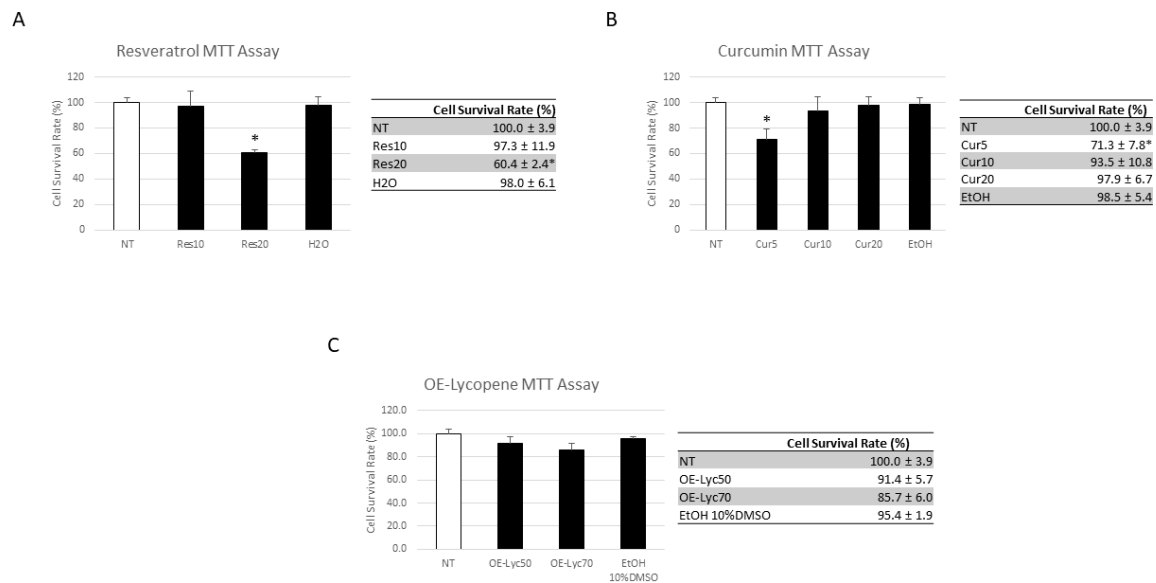 A
Resveratrol MTT Assay
Cell Survival Rate (%)
120
100
80
60
40
20
0
*
NT Res10 Res20 H2O
Cell Survival Rate (%)
NT 100.0 ± 3.9
Res10 97.3 ± 11.9
Res20 60.4 ± 2.4*
H2O 98.0 ± 6.1
B
Curcumin MTT Assay
Cell Survival Rate (%)
120
100
80
60
40
20
0
*
NT Cur5 Cur10 Cur20 EtOH
Cell Survival Rate (%)
NT 100.0 ± 3.9
Cur5 71.3 ± 7.8*
Cur10 93.5 ± 10.8
Cur20 97.9 ± 6.7
EtOH 98.5 ± 5.4
C
OE-Lycopene MTT Assay
Cell Survival Rate (%)
120.0
100.0
80.0
60.0
40.0
20.0
0.0
NT OE-Lyc50 OE-Lyc70 EtOH
10%DMSO
Cell Survival Rate (%)
NT 100.0 ± 3.9
OE-Lyc50 91.4 ± 5.7
OE-Lyc70 85.7 ± 6.0
EtOH 10%DMSO 95.4 ± 1.9